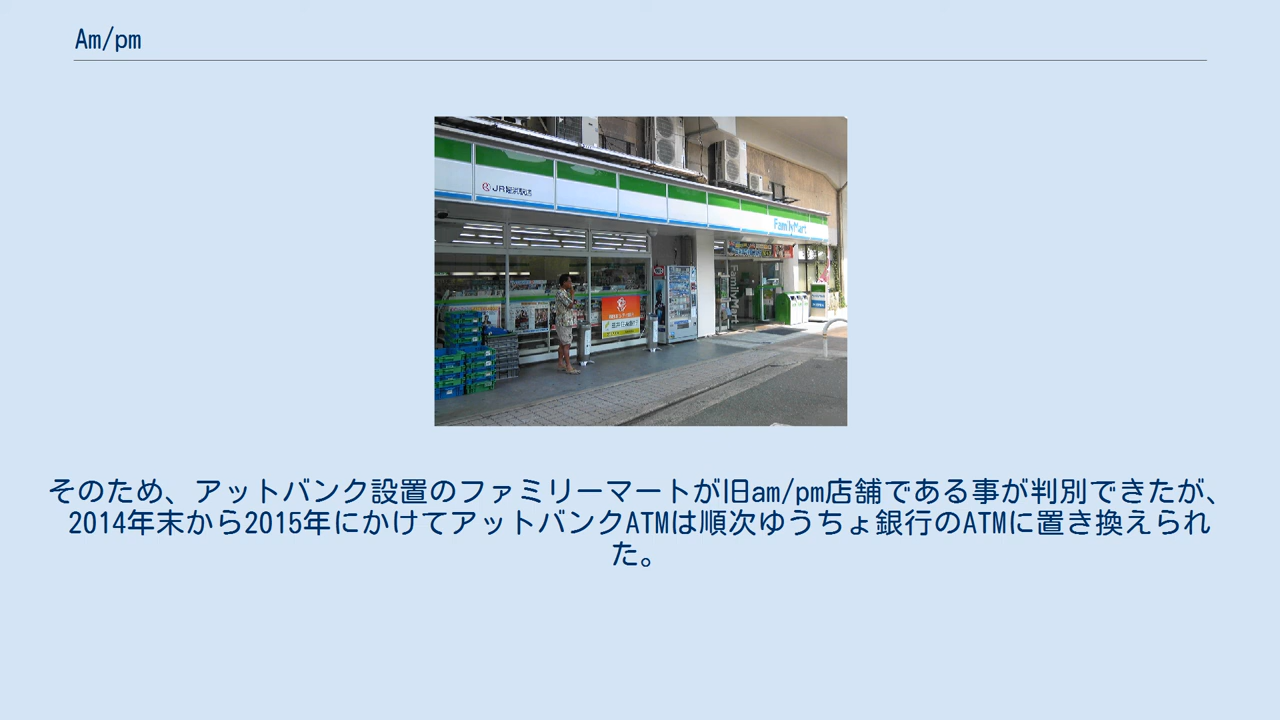 Am/pm
FamilyMart
FamilyMart
そのため、アットバンク設置のファミリーマートが旧am/pm店舗である事が判別できたが、
2014年末から2015年にかけてアットバンクATMは順次ゆうちょ銀行のATMに置き換えられ
た。